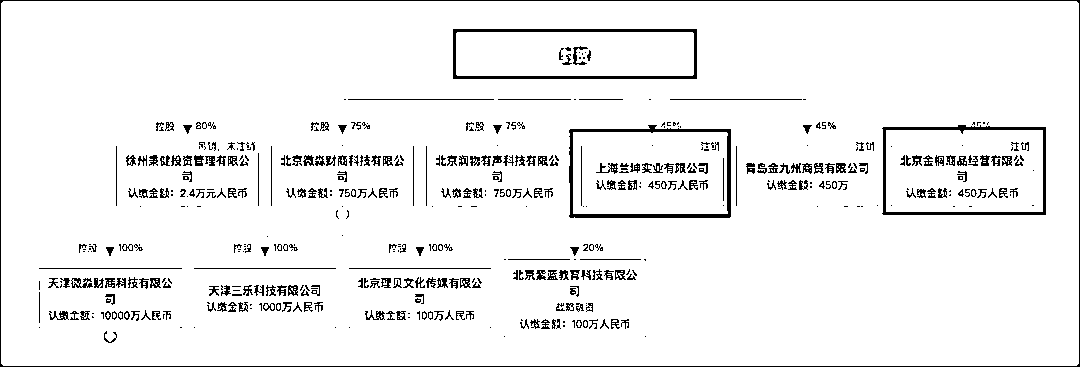 控股 80%
控股 75%
控股 75%
45%
45%
45%
吊销，未注销
徐州秉健投资管理有限公
司
认缴金额：2.4万元人民币
北京微淼财商科技有限公
司
认缴金额：750万人民币
北京润物有声科技有限公
司
认缴金额：750万人民币
注销
上海兰坤实业有限公司
认缴金额：450万人民币
注销
青岛金九州商贸有限公司
认缴金额：450万
注销
北京金桐商品经营有限公
司
认缴金额：450万人民币
控股 100%
控股 100%
控股 100%
20%
天津微淼财商科技有限公
司
认缴金额：10000万人民币
天津三乐科技有限公司
认缴金额：1000万人民币
北京理贝文化传媒有限公
司
认缴金额：100万人民币
北京紫蓝教育科技有限公
司
战略融资
认缴金额：100万人民币